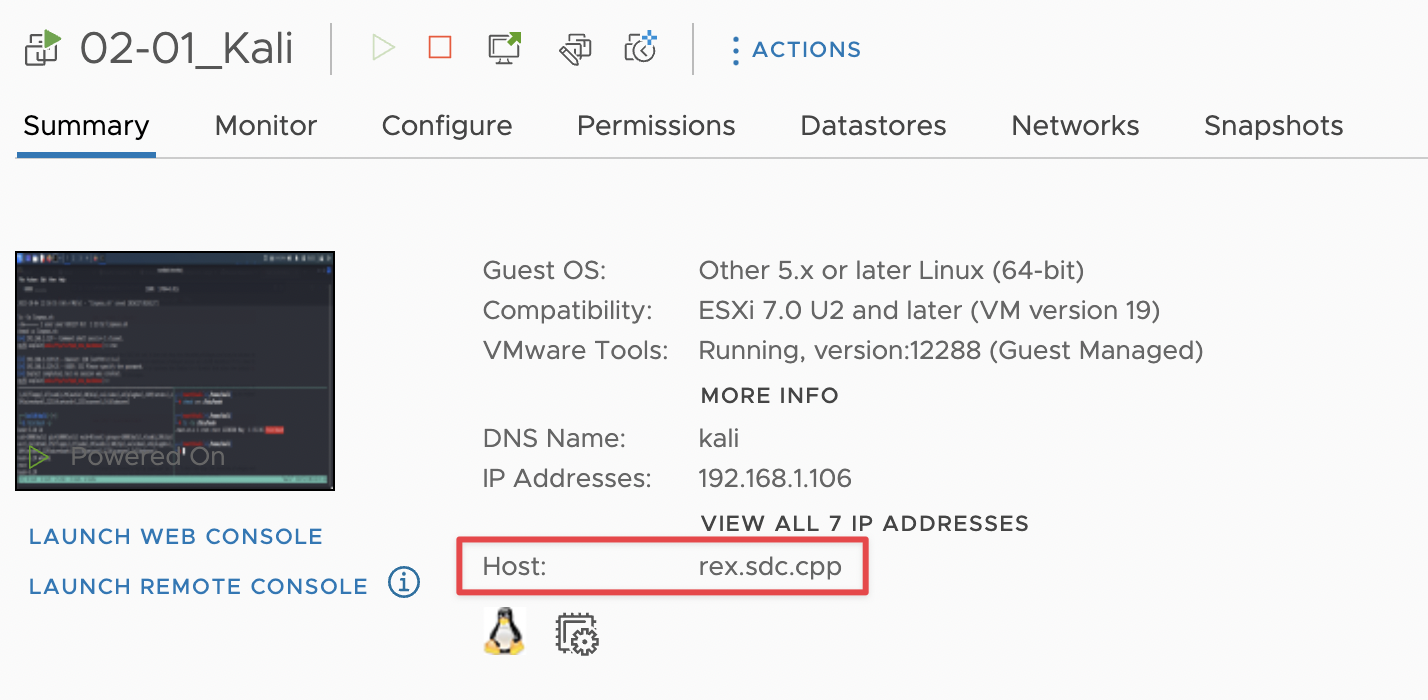 02-01_Kali
ACTIONS
Summary Monitor Configure Permissions Datastores Networks Snapshots
Guest OS: Other 5.x or later Linux (64-bit)
Compatibility: ESXi 7.0 U2 and later (VM version 19)
VMware Tools: Running, version:12288 (Guest Managed)
MORE INFO
DNS Name: kali
IP Addresses: 192.168.1.106
VIEW ALL 7 IP ADDRESSES
Host: rex.sdc.cpp
Powered On
LAUNCH WEB CONSOLE
LAUNCH REMOTE CONSOLE